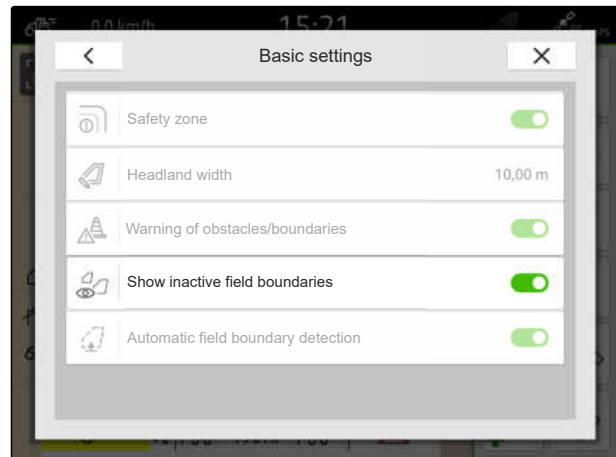 0.0 km/h
15:21
Basic settings
Safety zone
Headland width
10,00 m
Warning of obstacles/boundaries
Show inactive field boundaries
Automatic field boundary detection